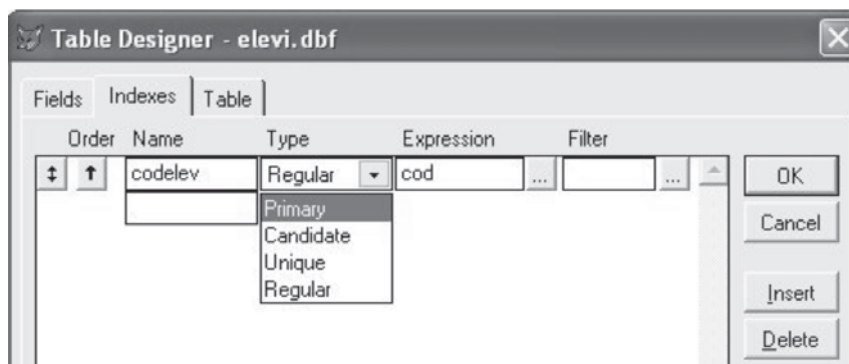 Table Designer - elevi.dbf
Fields Indexes Table
Order Name Type Expression Filter
codelev Regular cod ... ...
Primary
Candidate
Unique
Regular
OK
Cancel
Insert
Delete